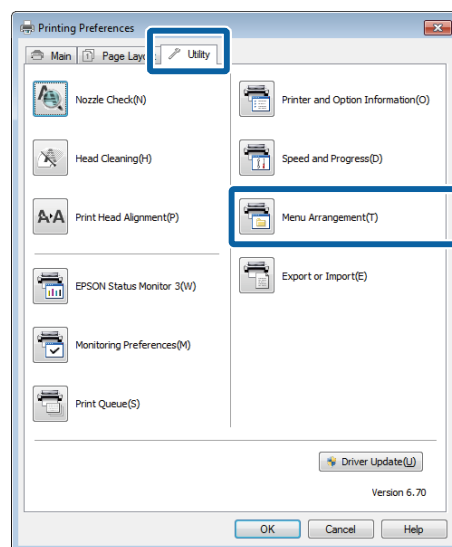 Printing Preferences
Main
Page Layo
Utility
Nozzle Check(N)
Printer and Option Information(O)
Head Cleaning(H)
Speed and Progress(D)
A▸A
Print Head Alignment(P)
Menu Arrangement(T)
EPSON Status Monitor 3(W)
Export or Import(E)
Monitoring Preferences(M)
Print Queue(S)
Driver Update(U)
Version 6.70
OK
Cancel
Help